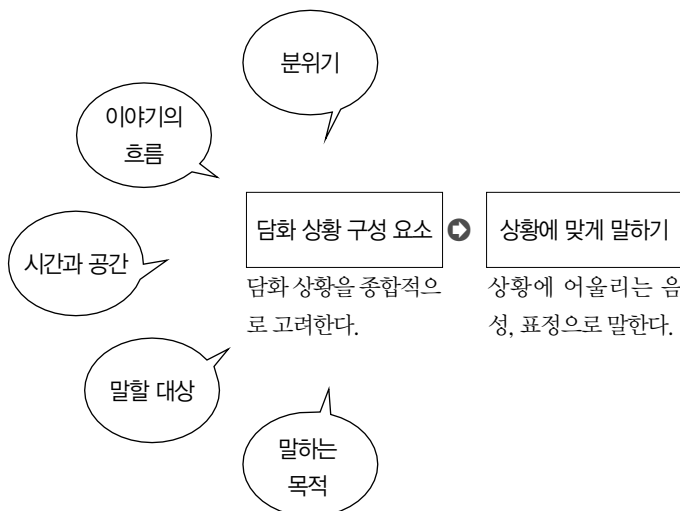 분위기
이야기의
흐름
시간과 공간
말할 대상
말하는
목적
담화 상황 구성 요소
담화 상황을 종합적으
로 고려한다.
상황에 맞게 말하기
상황에 어울리는 음
성, 표정으로 말한다.